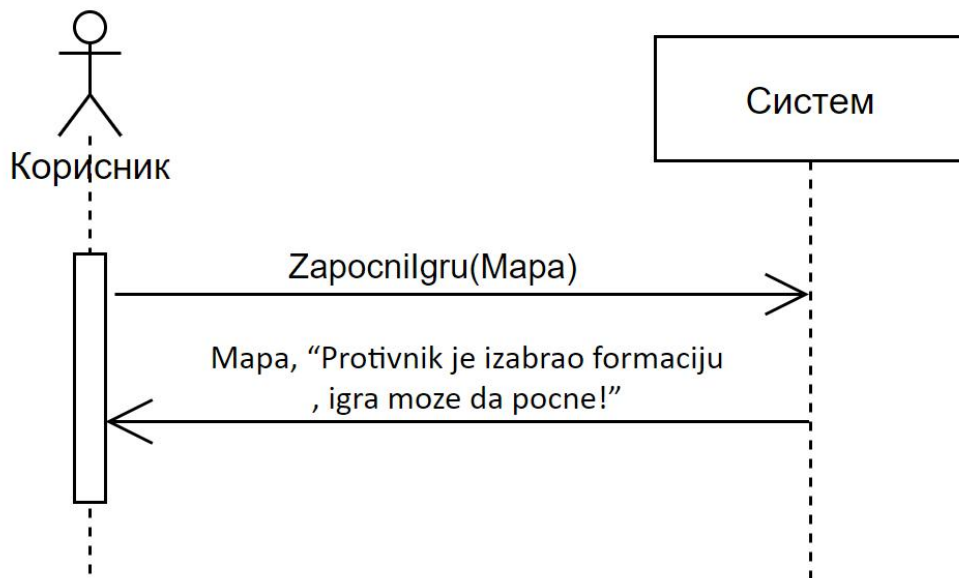 Корисник
Систем
ZapocniIgru(Mapa)
Mapa, “Protivnik je izabrao formaciju
, igra moze da pocne!”